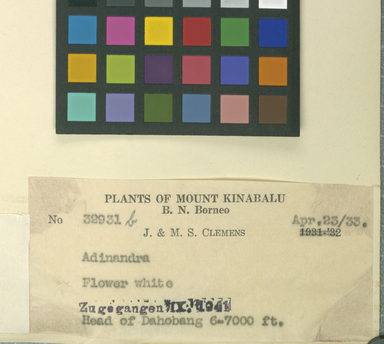 PLANTS OF MOUNT KINABALU
B. N. Borneo
No 32931 b Apr.23/33.
J. & M. S. CLEMENS 1931-'32
Adinandra
Flower white
Zugegangen
Head of Dahobang 6-7000 ft.